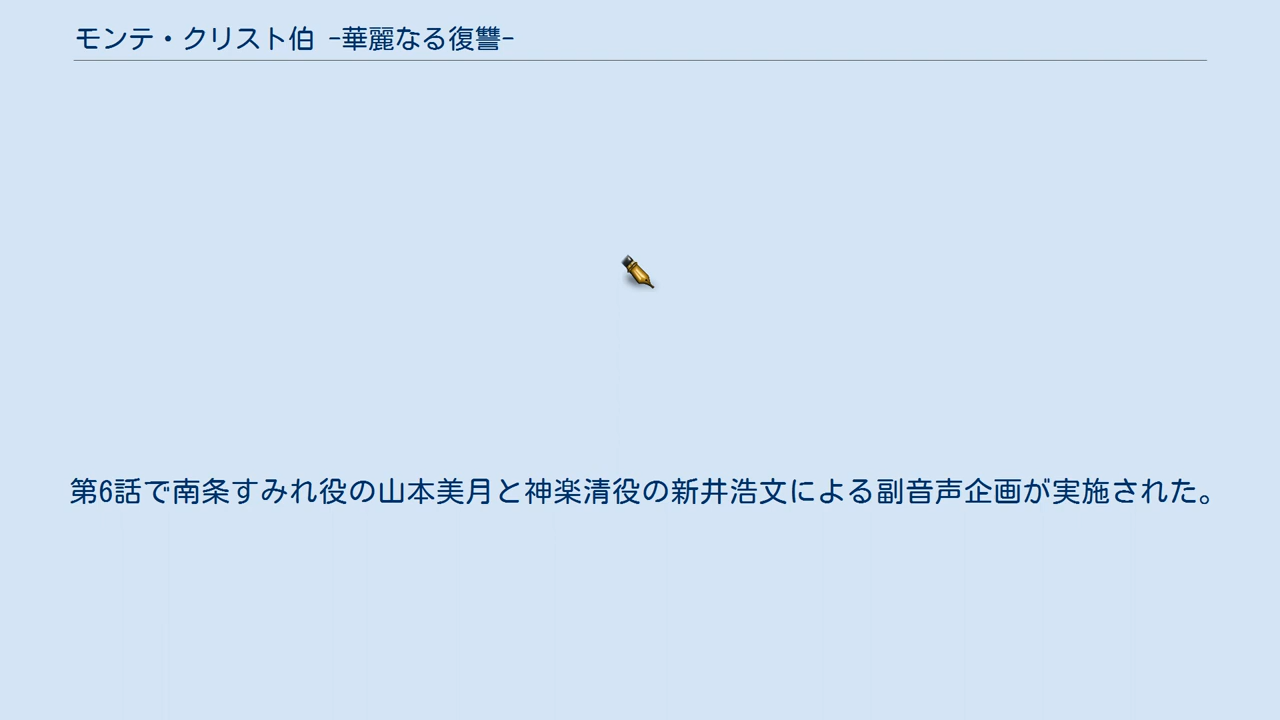 モンテ・クリスト伯 -華麗なる復讐-
第6話で南条すみれ役の山本美月と神楽清役の新井浩文による副音声企画が実施された。